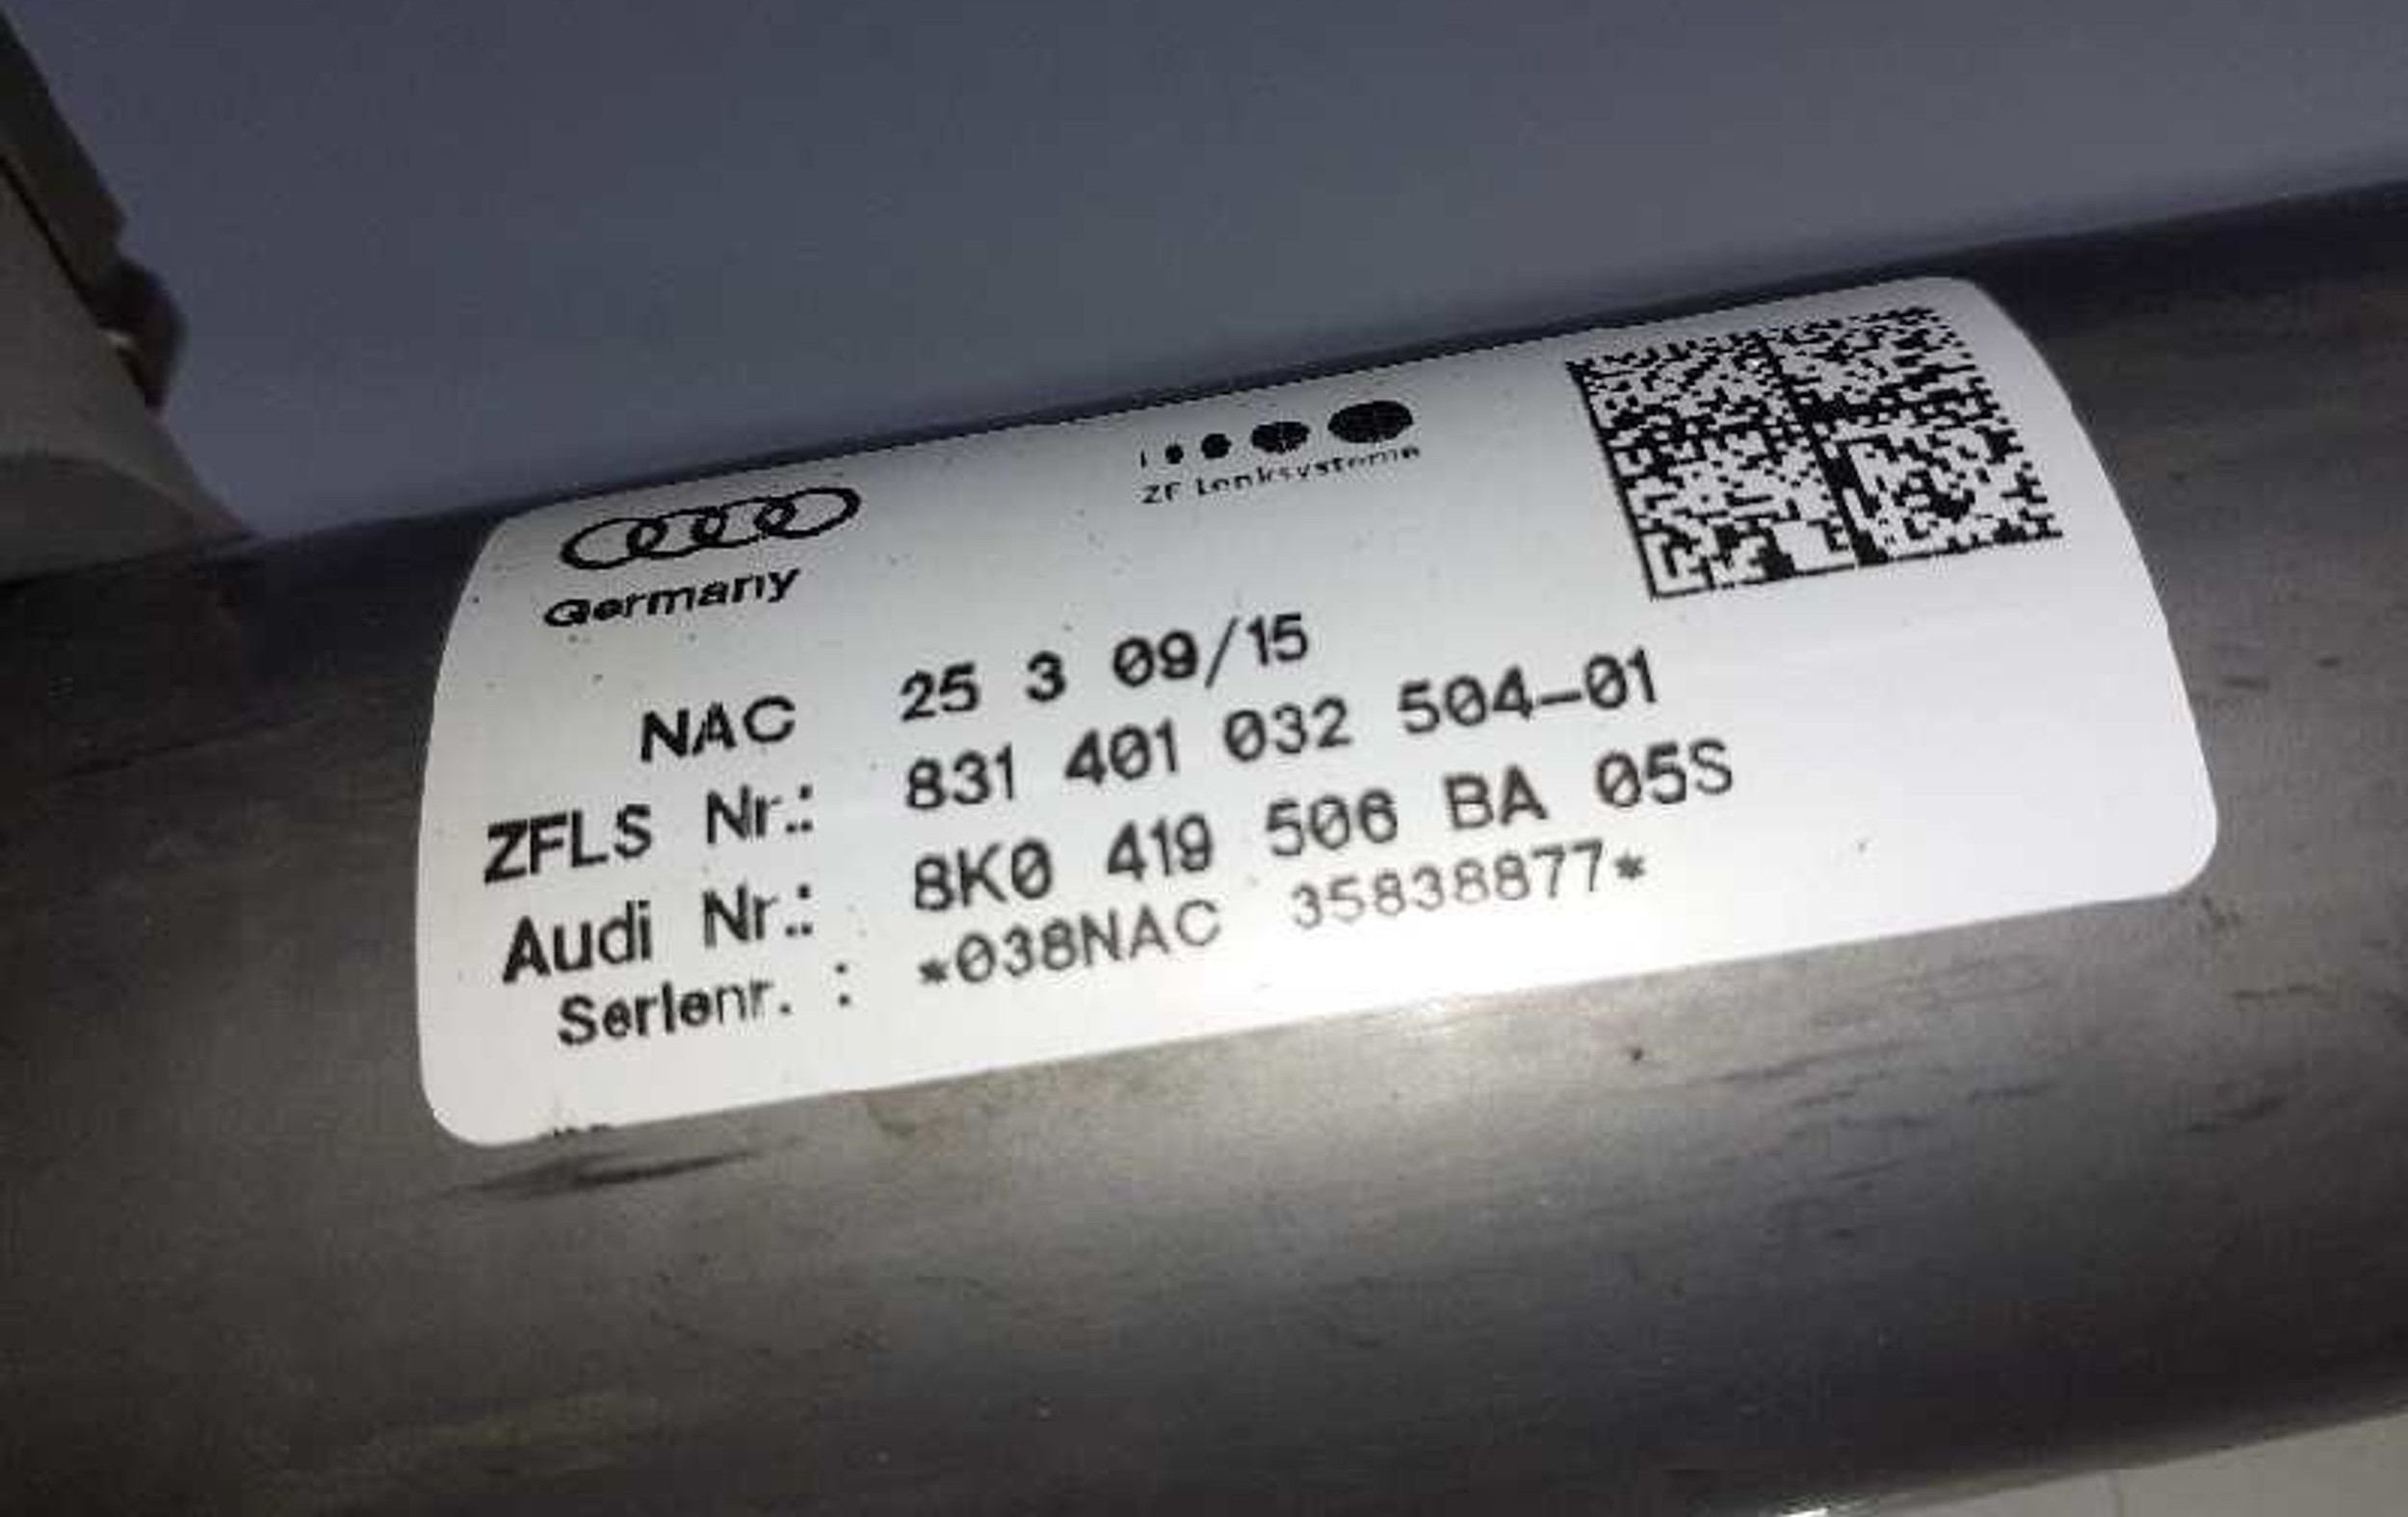 Germany
ZF Lenksysteme
NAC 25 3 09/15
ZFLS Nr.: 831 401 032 504-01
Audi Nr.: 8K0 419 506 BA 05S
Serienr. : *038NAC 35838877*